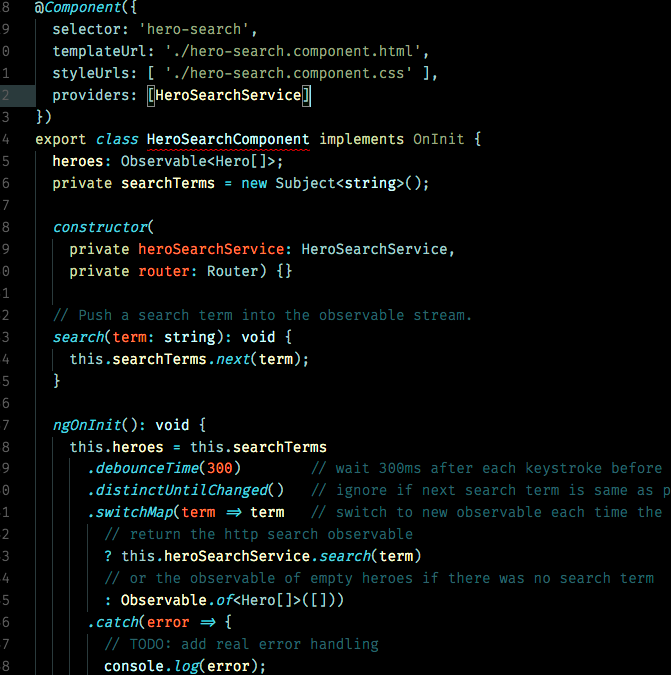 8 @Component({
9 selector: 'hero-search',
0 templateUrl: './hero-search.component.html',
1 styleUrls: [ './hero-search.component.css' ],
2 providers: [HeroSearchService]
3 })
4 export class HeroSearchComponent implements OnInit {
5 heroes: Observable<Hero[]>;
6 private searchTerms = new Subject<string>();
7
8 constructor(
9 private heroSearchService: HeroSearchService,
0 private router: Router) {}
1
2 // Push a search term into the observable stream.
3 search(term: string): void {
4 this.searchTerms.next(term);
5 }
6
7 ngOnInit(): void {
8 this.heroes = this.searchTerms
9 .debounceTime(300) // wait 300ms after each keystroke before
0 .distinctUntilChanged() // ignore if next search term is same as p
1 .switchMap(term => term // switch to new observable each time the
2 // return the http search observable
3 ? this.heroSearchService.search(term)
4 // or the observable of empty heroes if there was no search term
5 : Observable.of<Hero[]>([]))
6 .catch(error => {
7 // TODO: add real error handling
8 console.log(error);